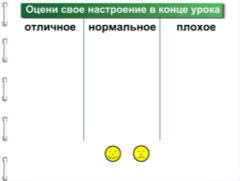 Оцени свое настроение в конце урока
отличное нормальное плохое